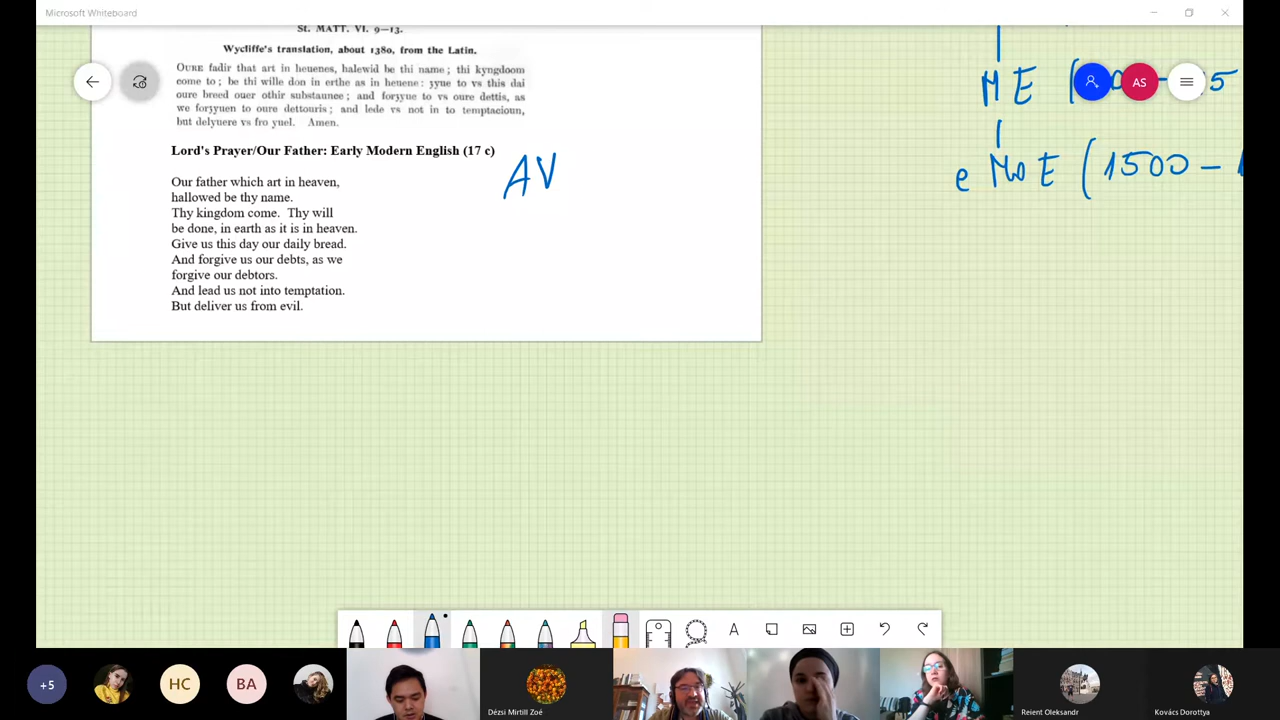 Microsoft Whiteboard
St. MATT. VI. 9—13.
Wycliffe's translation, about 1380, from the Latin.
OURE fadir that art in heuenes, halewid be thi name; thi kyngdoom
come to; be thi wille don in erthe as in heuene: yyue to vs this dai
oure breed ouer othir substaunce; and foryyue to vs oure dettis, as
we foryyuen to oure dettouris; and lede vs not in to temptacioun,
but delyuere vs fro yuel. Amen.
Lord's Prayer/Our Father: Early Modern English (17 c)
AV
Our father which art in heaven,
hallowed be thy name.
Thy kingdom come. Thy will
be done, in earth as it is in heaven.
Give us this day our daily bread.
And forgive us our debts, as we
forgive our debtors.
And lead us not into temptation.
But deliver us from evil.
ME (
AS
5
e MoE (1500 –
A
+5
HC
BA
Dézsi Mirtill Zoé
Reient Oleksandr
Kovács Dorottya